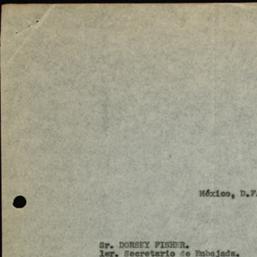 México, D.F.
Sr. DORSEY FISHER.
1er. Secretario de Embajada.